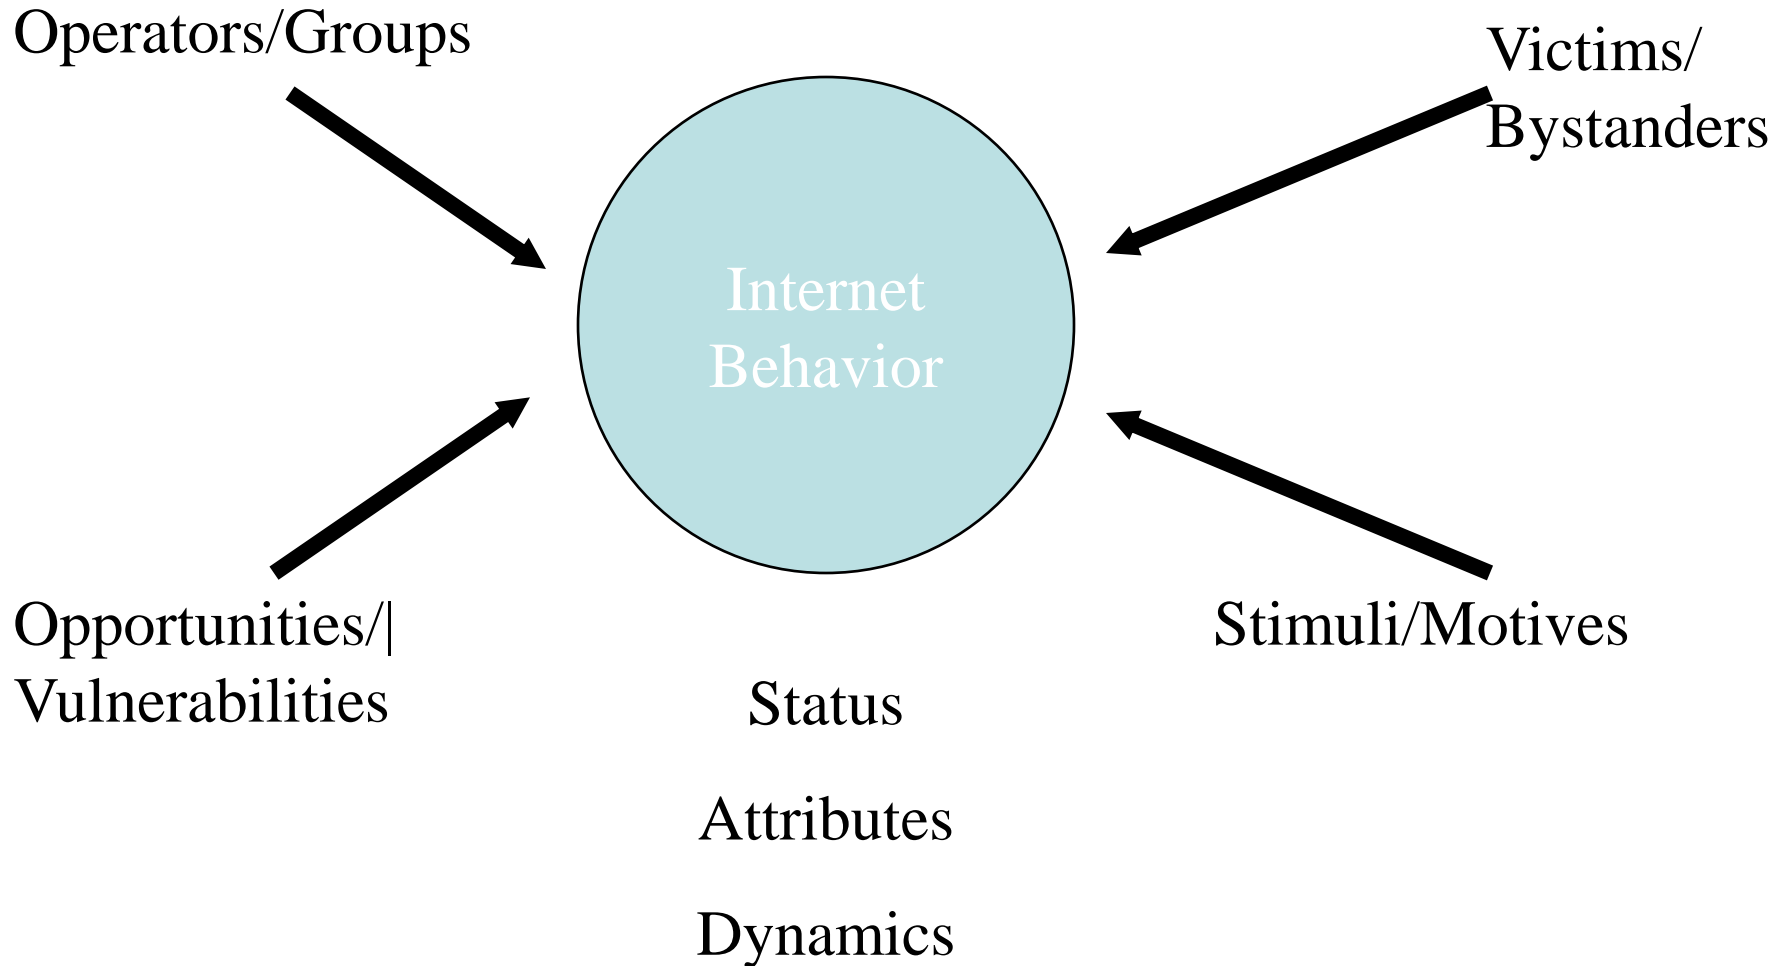 Operators/Groups
Victims/
Bystanders
Internet
Behavior
Opportunities/|
Vulnerabilities
Stimuli/Motives
Status
Attributes
Dynamics